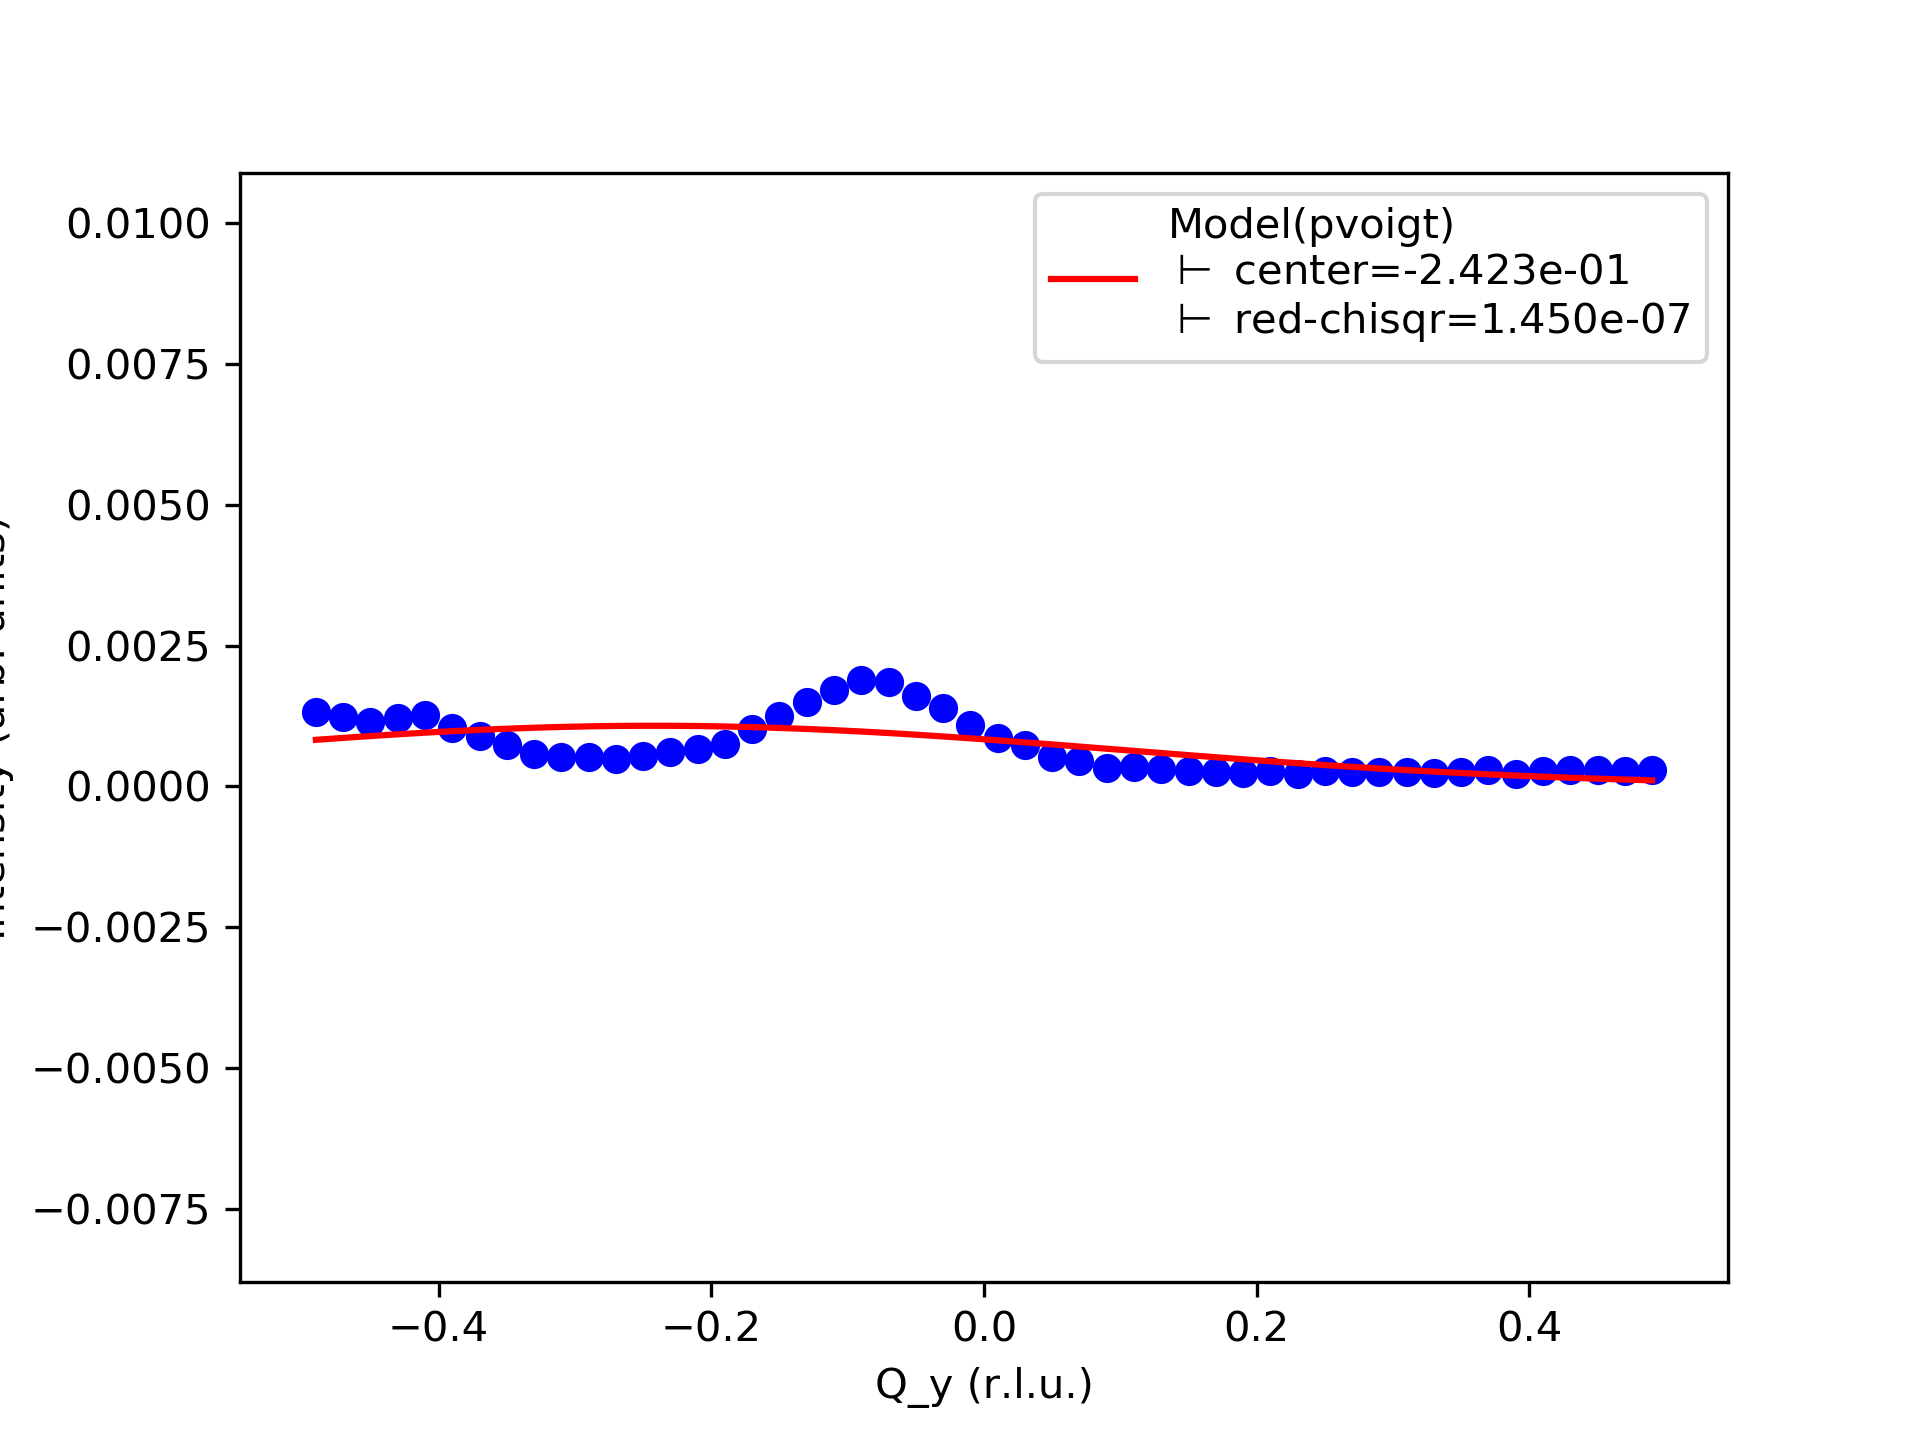 Model(pvoigt)
⊢ center=-2.423e-01
⊢ red-chisqr=1.450e-07
0.0100
0.0075
0.0050
0.0025
0.0000
−0.0025
−0.0050
−0.0075
−0.4 −0.2 0.0 0.2 0.4
Q_y (r.l.u.)